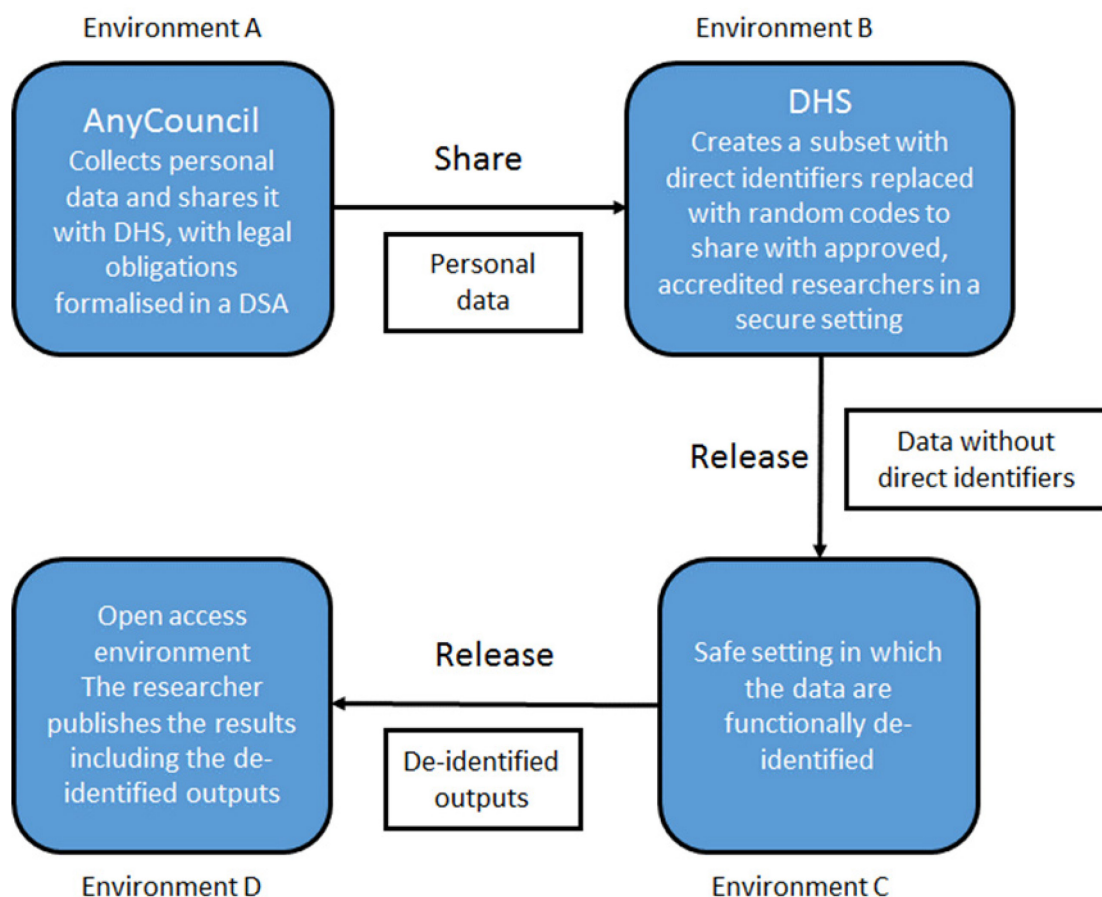 Environment A
Environment B
AnyCouncil
Collects personal
data and shares it
with DHS, with legal
obligations
formalised in a DSA
Share
Personal
data
DHS
Creates a subset with
direct identifiers replaced
with random codes to
share with approved,
accredited researchers in a
secure setting
Release
Data without
direct identifiers
Open access
environment
The researcher
publishes the results
including the de-
identified outputs
Release
De-identified
outputs
Safe setting in which
the data are
functionally de-
identified
Environment D
Environment C